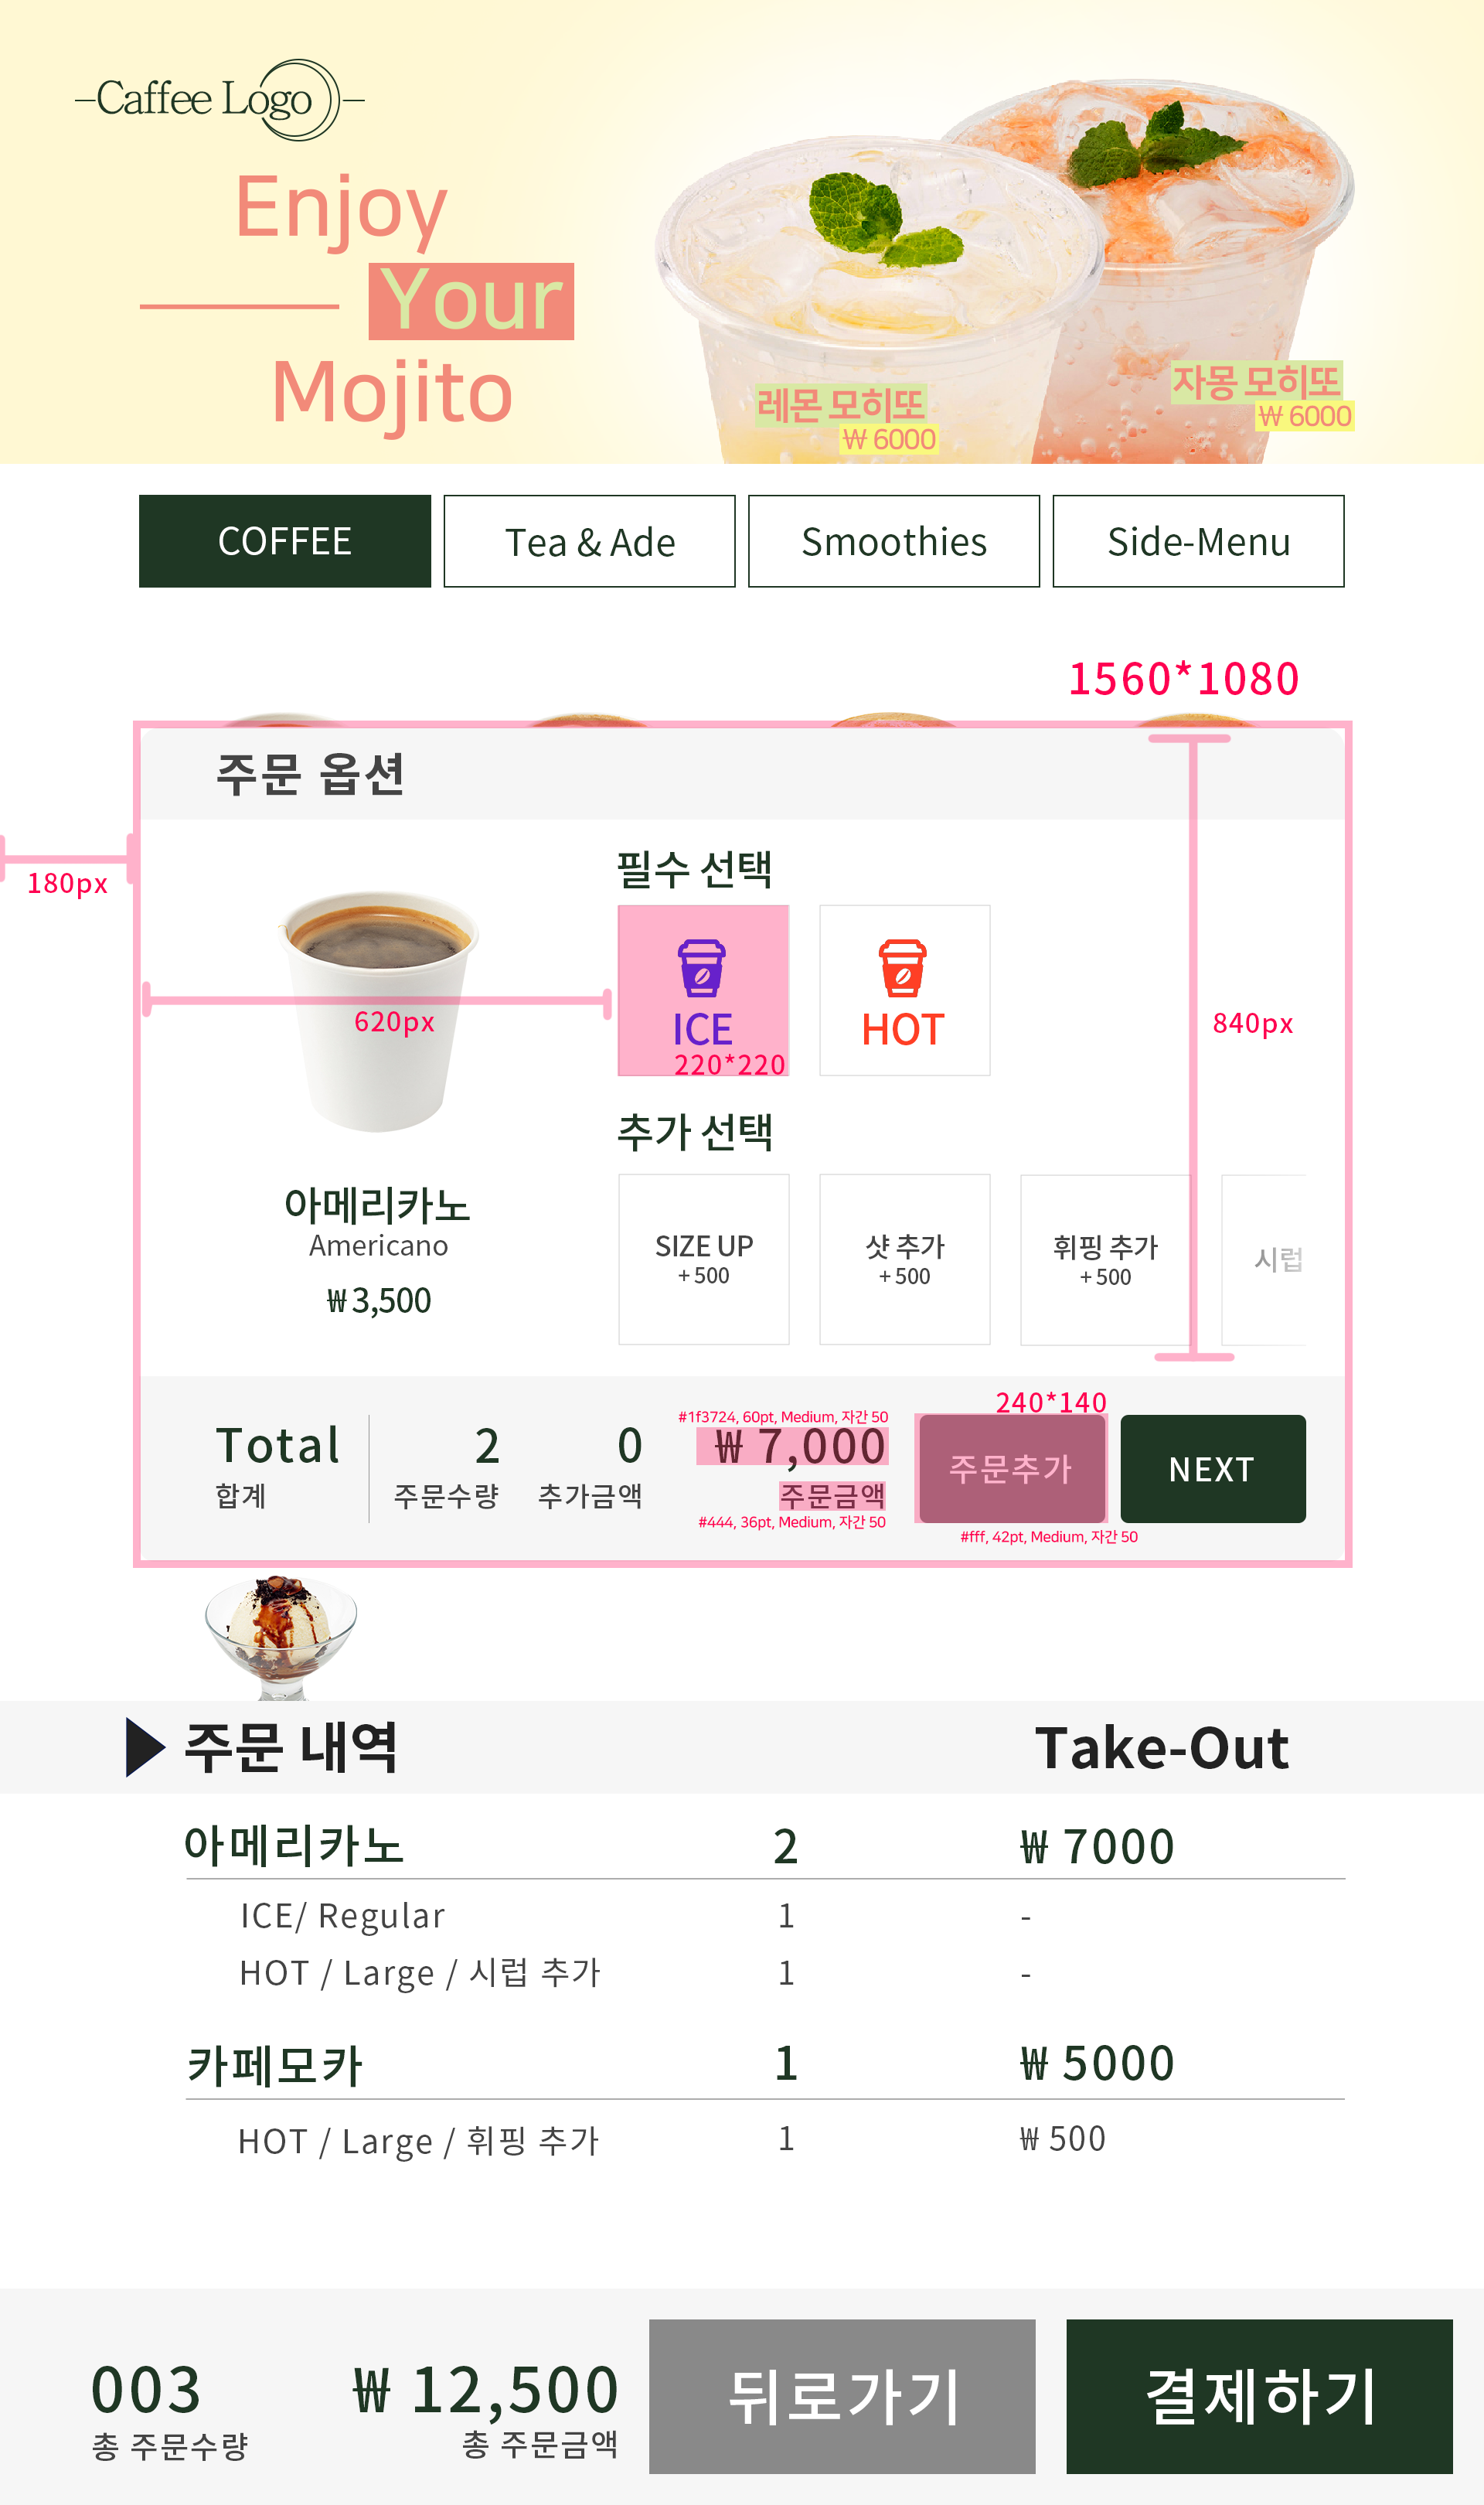 Caffee Logo
Enjoy
Your
Mojito
레몬 모히또
₩ 6000
자몽 모히또
₩ 6000
COFFEE
Tea & Ade
Smoothies
Side-Menu
1560*1080
주문 옵션
180px
필수 선택
620px
ICE
220*220
HOT
840px
추가 선택
아메리카노
Americano
₩ 3,500
SIZE UP
+ 500
샷 추가
+ 500
휘핑 추가
+ 500
시럽
Total
합계
2
주문수량
0
추가금액
#1f3724, 60pt, Medium, 자간 50
₩ 7,000
주문금액
#444, 36pt, Medium, 자간 50
240*140
주문추가
#fff, 42pt, Medium, 자간 50
NEXT
주문 내역 Take-Out
아메리카노 2 ₩ 7000
ICE/ Regular 1 -
HOT / Large / 시럽 추가 1 -
카페모카 1 ₩ 5000
HOT / Large / 휘핑 추가 1 ₩ 500
003
총 주문수량
₩ 12,500
총 주문금액
뒤로가기
결제하기